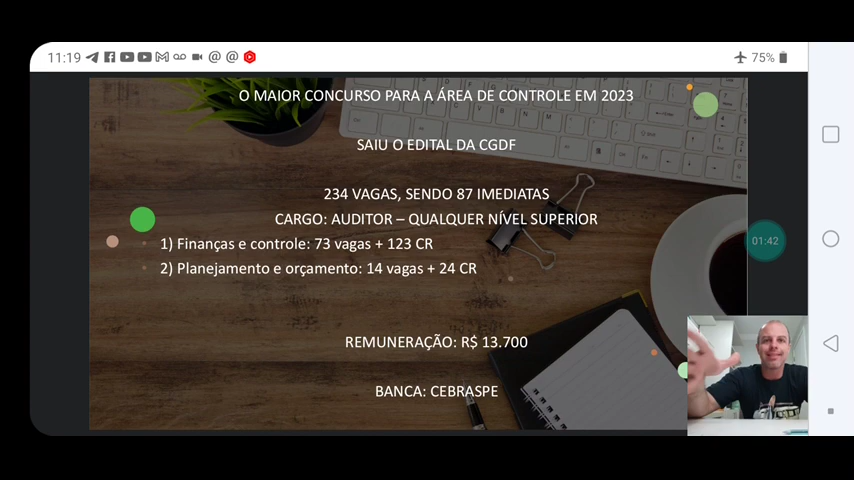 11:19
75%
O MAIOR CONCURSO PARA A ÁREA DE CONTROLE EM 2023
SAIU O EDITAL DA CGDF
234 VAGAS, SENDO 87 IMEDIATAS
CARGO: AUDITOR – QUALQUER NÍVEL SUPERIOR
1) Finanças e controle: 73 vagas + 123 CR
2) Planejamento e orçamento: 14 vagas + 24 CR
01:42
REMUNERAÇÃO: R$ 13.700
BANCA: CEBRASPE